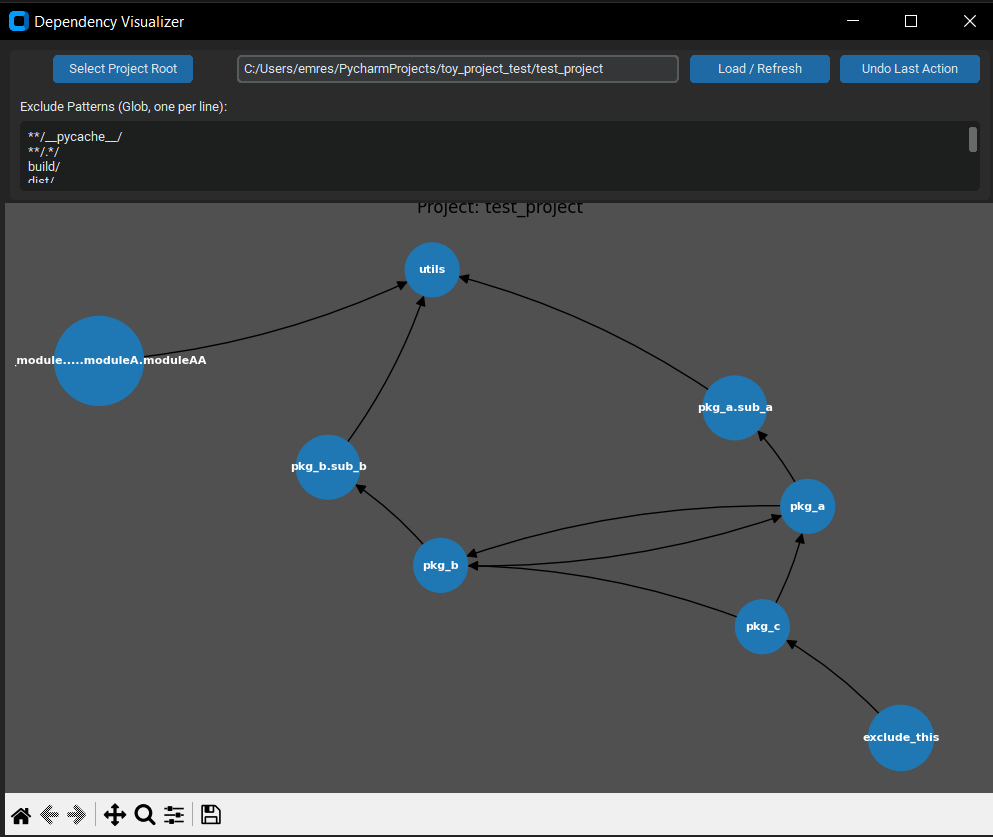 Dependency Visualizer
Select Project Root
C:/Users/emres/PycharmProjects/toy_project_test/test_project
Load / Refresh
Undo Last Action
Exclude Patterns (Glob, one per line):
**/__pycache__/
**/.*/
build/
dist/
Project: test_project
utils
_module.....moduleA.moduleAA
pkg_a.sub_a
pkg_b.sub_b
pkg_a
pkg_b
pkg_c
exclude_this